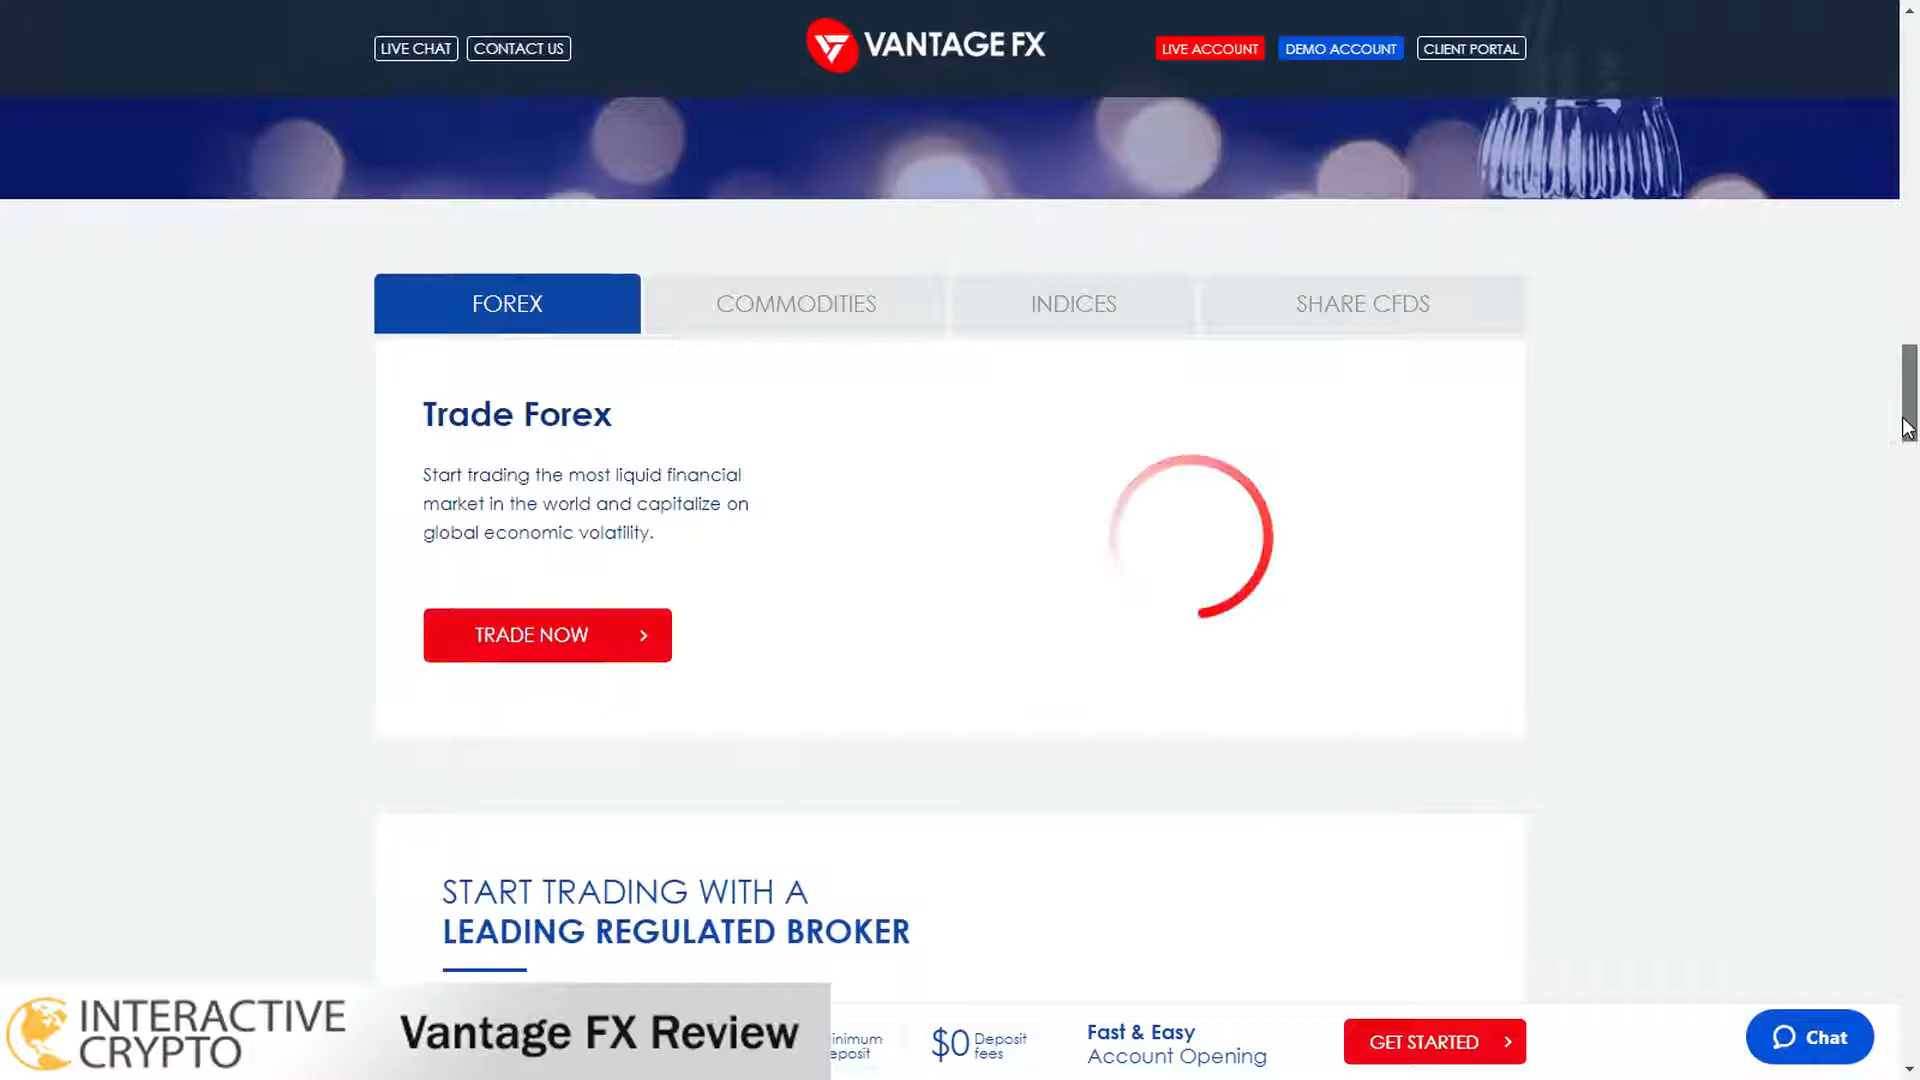 LIVE CHAT
CONTACT US
VANTAGE FX
LIVE ACCOUNT
DEMO ACCOUNT
CLIENT PORTAL
FOREX
COMMODITIES
INDICES
SHARE CFDS
Trade Forex
Start trading the most liquid financial
market in the world and capitalize on
global economic volatility.
TRADE NOW
START TRADING WITH A
LEADING REGULATED BROKER
INTERACTIVE
CRYPTO
Vantage FX Review
$0 Deposit
fees
Fast & Easy
Account Opening
GET STARTED
Chat